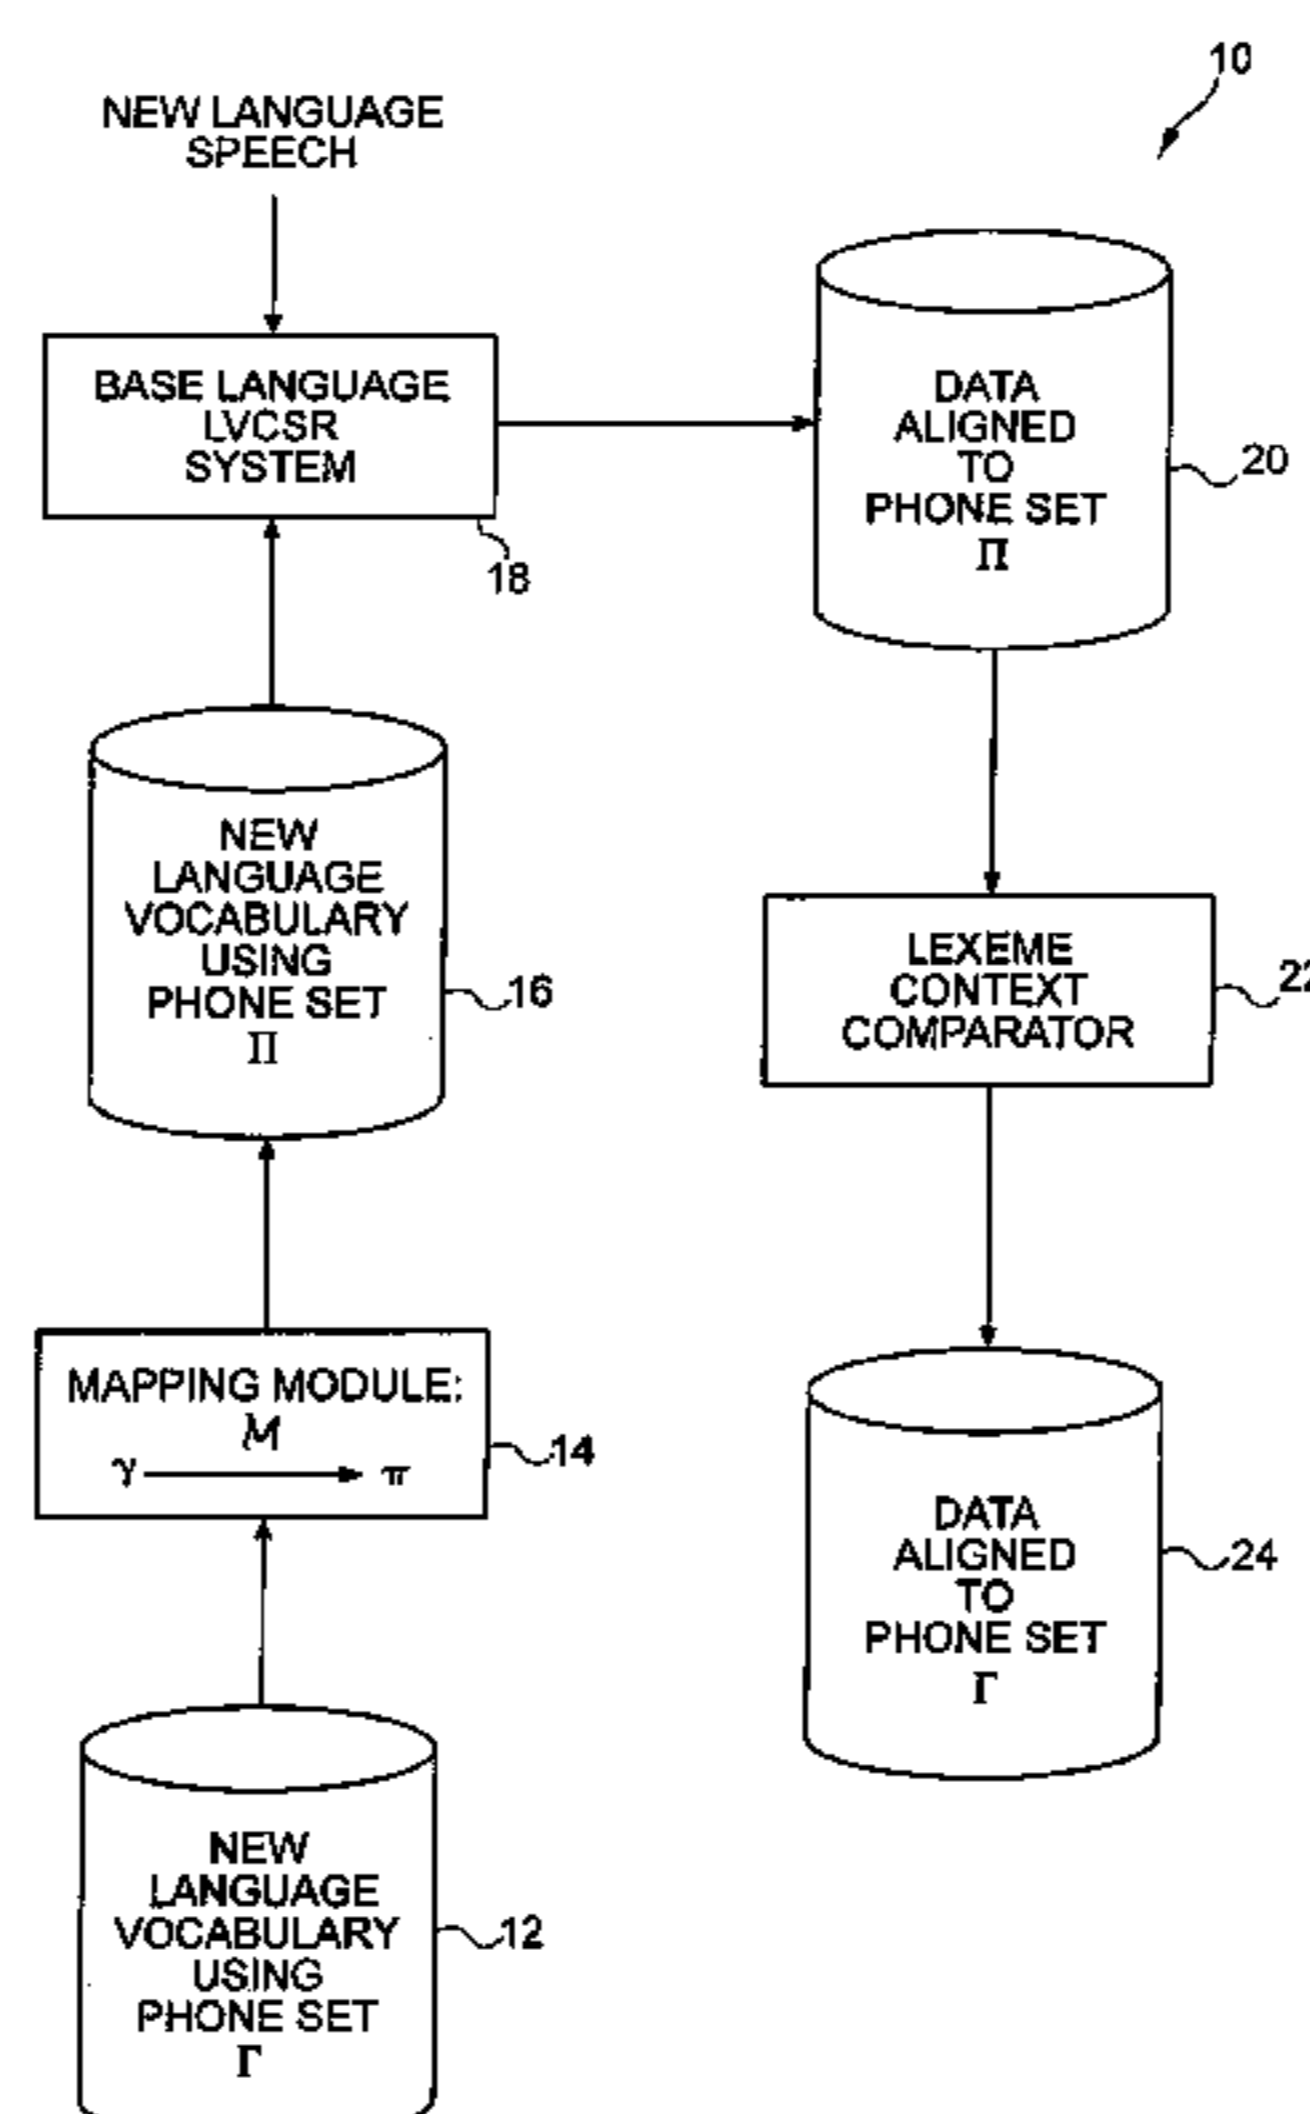 10
NEW LANGUAGE
SPEECH
BASE LANGUAGE
LVCSR
SYSTEM
18
DATA
ALIGNED
TO
PHONE SET
Π
20
NEW
LANGUAGE
VOCABULARY
USING
PHONE SET
Π
16
LEXEME
CONTEXT
COMPARATOR
22
MAPPING MODULE:
M
γ π
14
DATA
ALIGNED
TO
PHONE SET
Γ
24
NEW
LANGUAGE
VOCABULARY
USING
PHONE SET
Γ
12